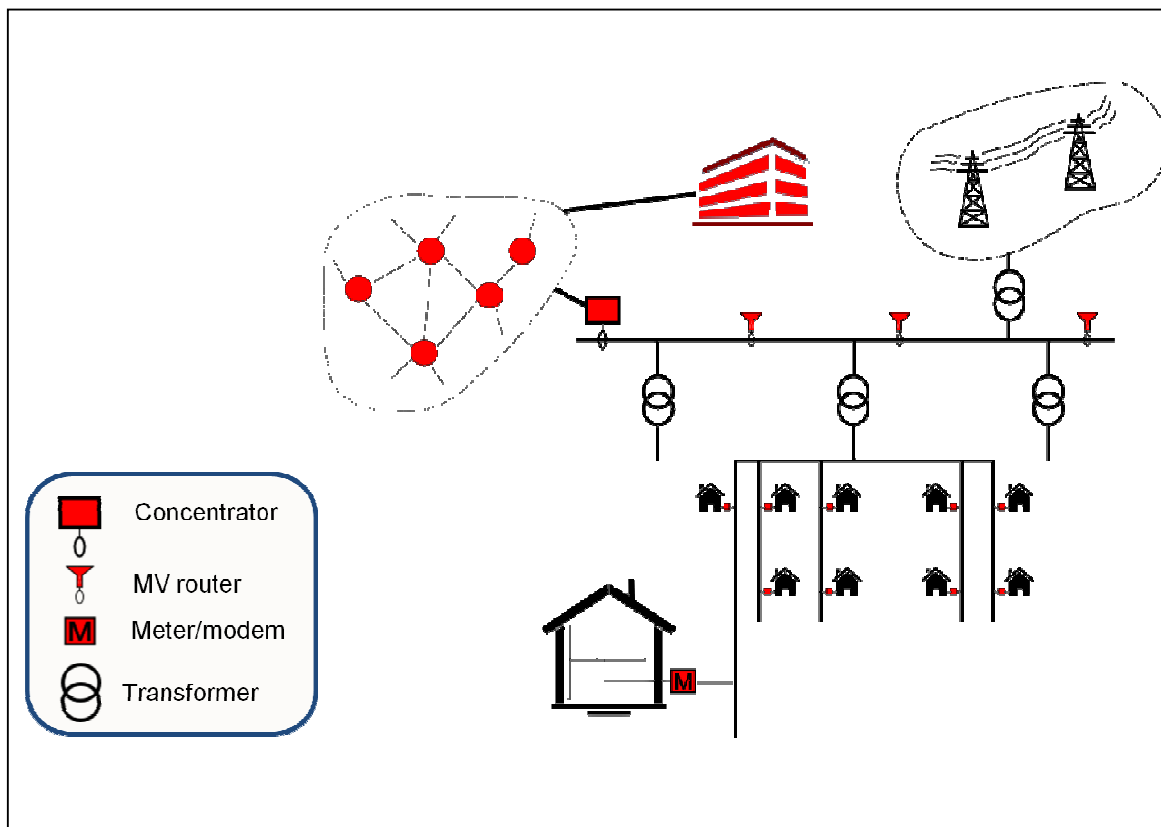 Concentrator
MV router
M
Meter/modem
Transformer
M